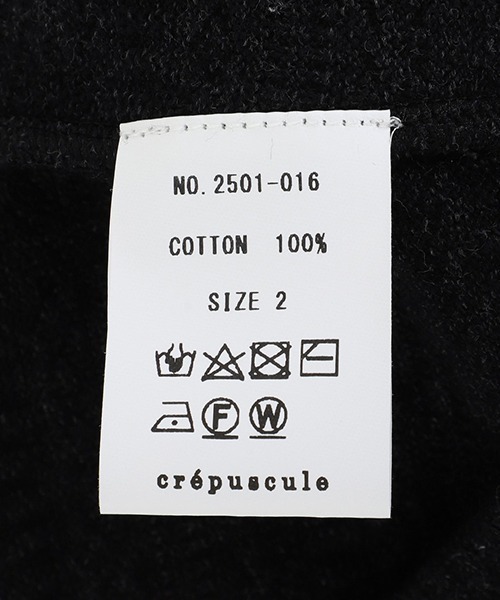 NO. 2501-016
COTTON 100%
SIZE 2
F W
crépuscule